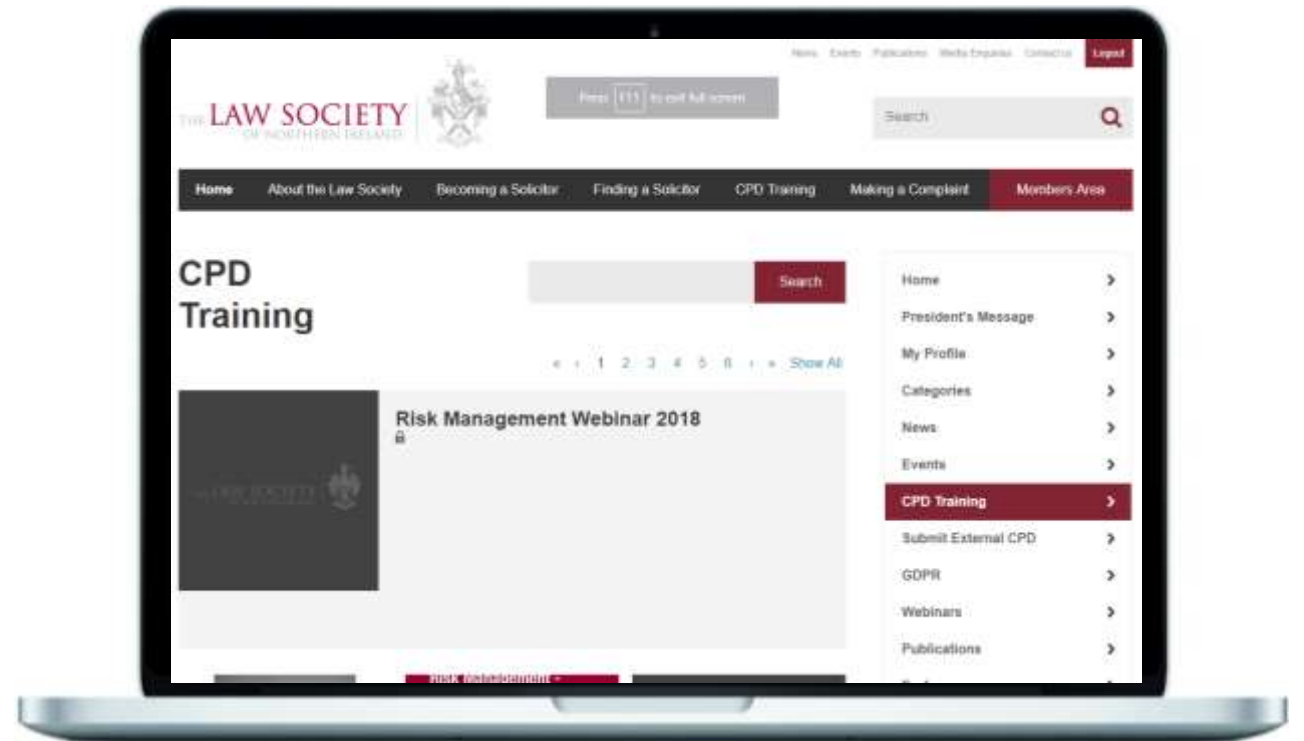 News Events Publications Media Enquiries Contact Us Logout
Press F11 to exit full screen
THE LAW SOCIETY
OF NORTHERN IRELAND
Search
Home About the Law Society Becoming a Solicitor Finding a Solicitor CPD Training Making a Complaint Members Area
CPD
Training
Search
« ‹ 1 2 3 4 5 6 › » Show All
Risk Management Webinar 2018
THE LAW SOCIETY
Home
President's Message
My Profile
Categories
News
Events
CPD Training
Submit External CPD
GDPR
Webinars
Publications
Risk Management -